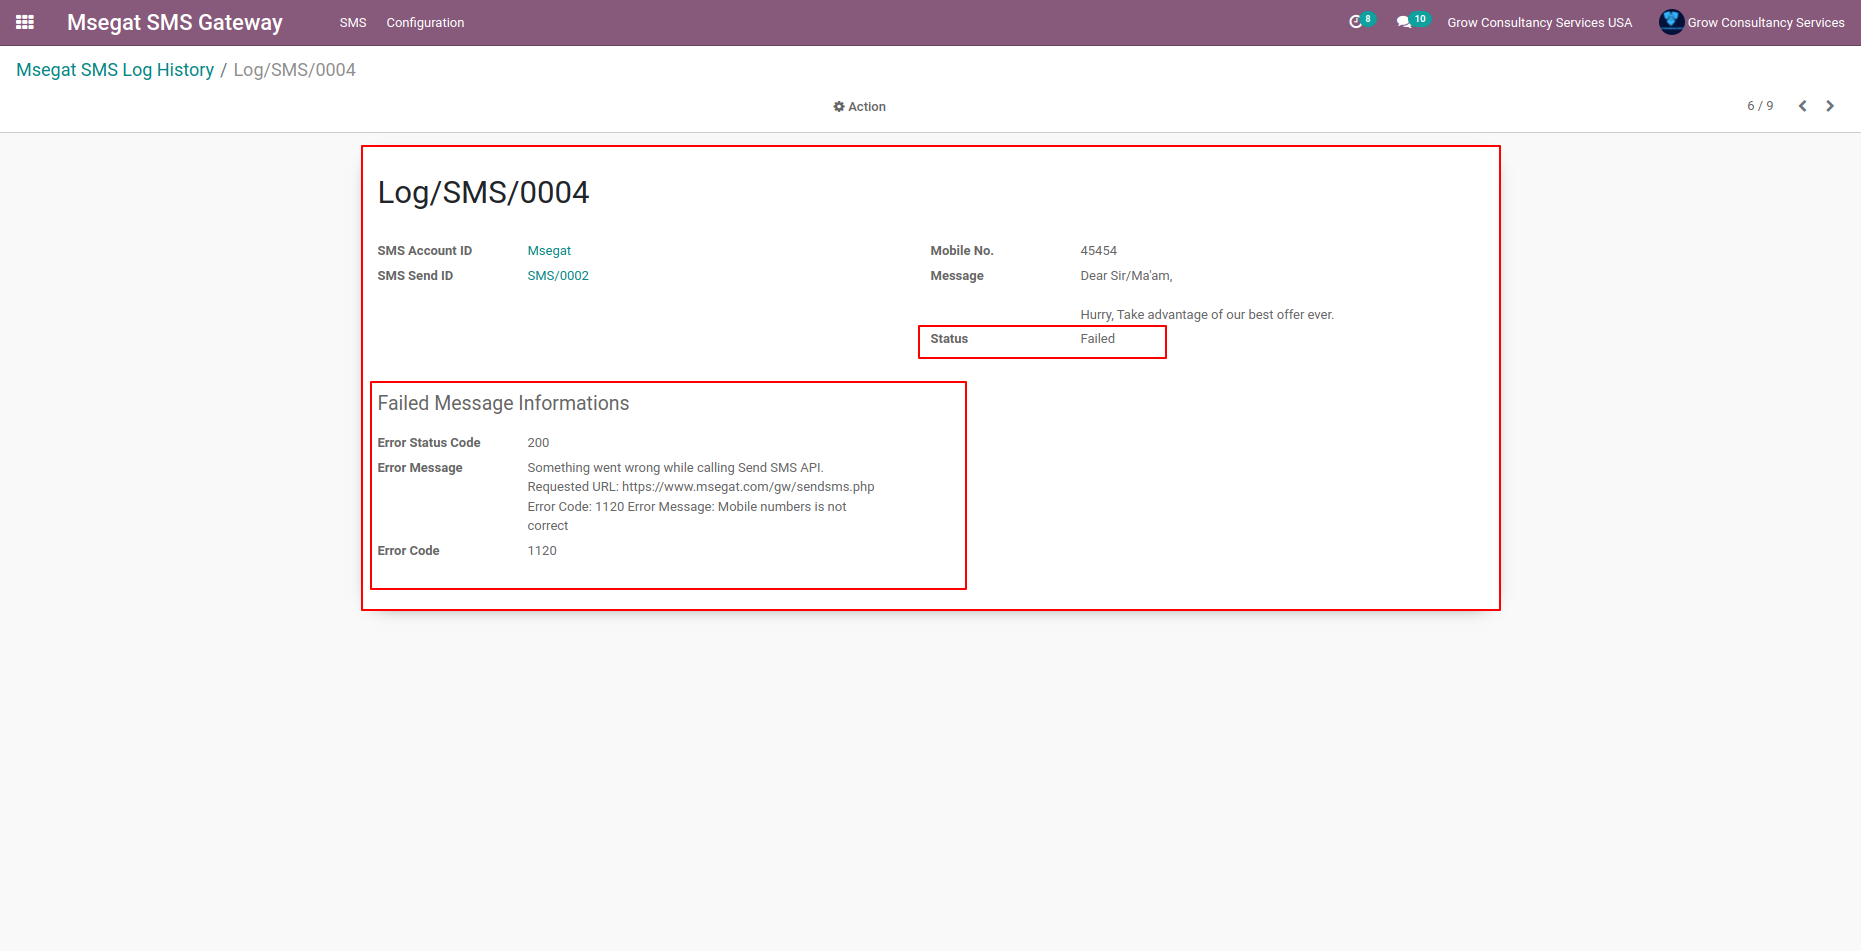 Msegat SMS Gateway SMS Configuration 8 10 Grow Consultancy Services USA Grow Consultancy Services
Msegat SMS Log History / Log/SMS/0004
Action 6 / 9
Log/SMS/0004
SMS Account ID Msegat Mobile No. 45454
SMS Send ID SMS/0002 Message Dear Sir/Ma'am,
Hurry, Take advantage of our best offer ever.
Status Failed
Failed Message Informations
Error Status Code 200
Error Message Something went wrong while calling Send SMS API.
Requested URL: https://www.msegat.com/gw/sendsms.php
Error Code: 1120 Error Message: Mobile numbers is not
correct
Error Code 1120